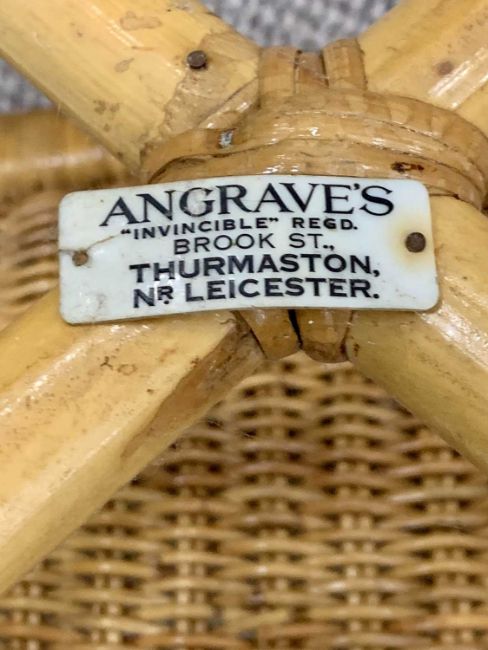 ANGRAVE'S
"INVINCIBLE" REGD.
BROOK ST.,
THURMASTON,
NR LEICESTER.